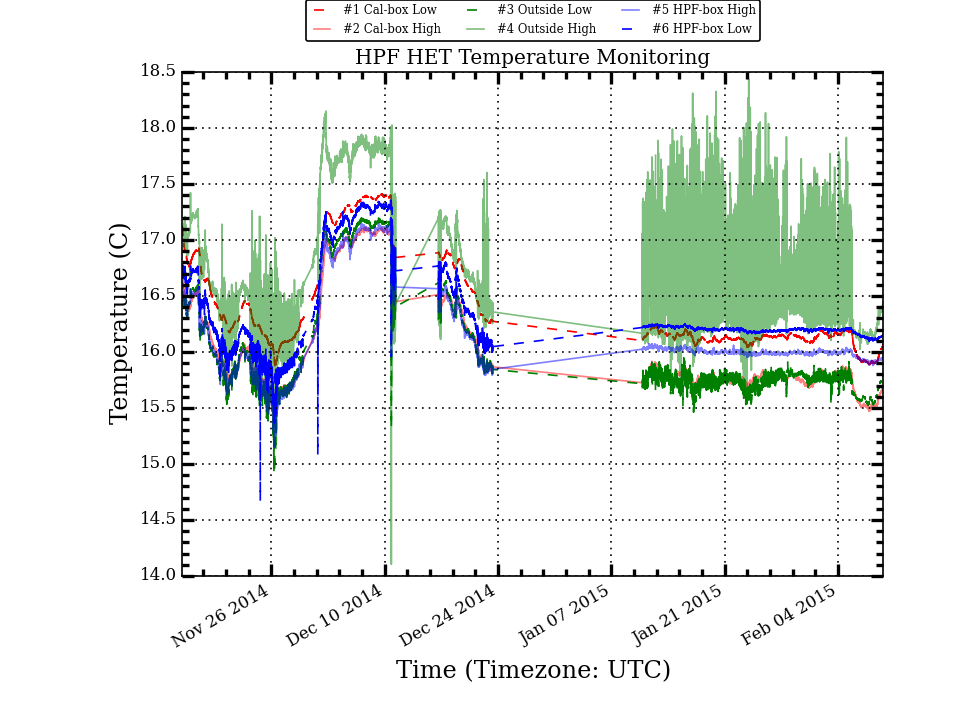 #1 Cal-box Low #3 Outside Low #5 HPF-box High
#2 Cal-box High #4 Outside High #6 HPF-box Low
HPF HET Temperature Monitoring
18.5
18.0
17.5
17.0
16.5
16.0
15.5
15.0
14.5
14.0
Temperature (C)
Nov 26 2014 Dec 10 2014 Dec 24 2014 Jan 07 2015 Jan 21 2015 Feb 04 2015
Time (Timezone: UTC)